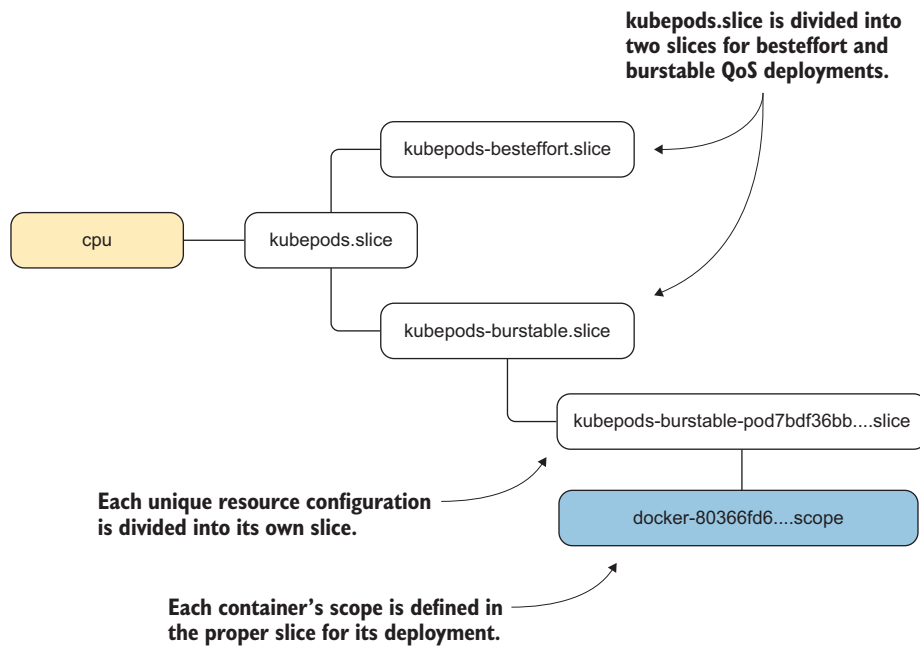 kubepods.slice is divided into
two slices for besteffort and
burstable QoS deployments.
kubepods-besteffort.slice
cpu
kubepods.slice
kubepods-burstable.slice
kubepods-burstable-pod7bdf36bb....slice
Each unique resource configuration
is divided into its own slice.
docker-80366fd6....scope
Each container’s scope is defined in
the proper slice for its deployment.